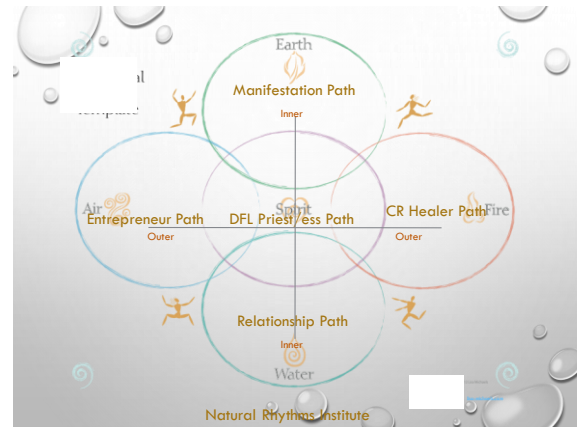 Earth
Manifestation Path
Inner
Air
Entrepreneur Path
Spirit
DFL Priest/ess Path
CR Healer Path
Fire
Outer
Outer
Relationship Path
Inner
Water
Natural Rhythms Institute